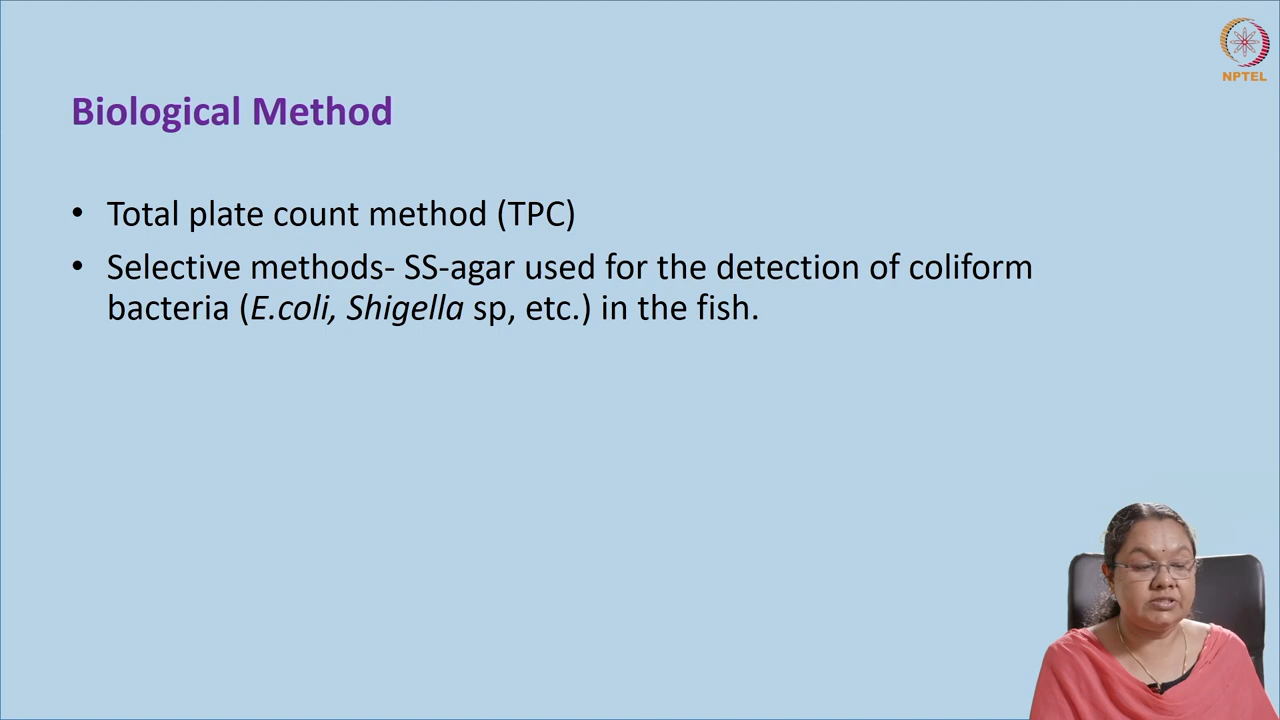 NPTEL
Biological Method
• Total plate count method (TPC)
• Selective methods- SS-agar used for the detection of coliform
bacteria (E.coli, Shigella sp, etc.) in the fish.